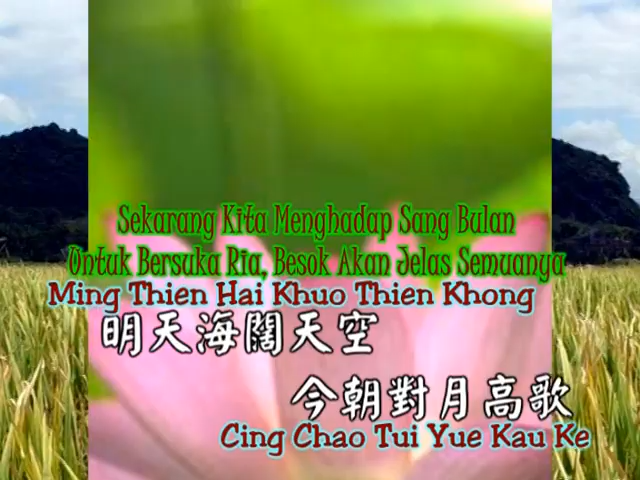 Sekarang Kita Menghadap Sang Bulan
Untuk Bersuka Ria, Besok Akan Jelas Semuanya
Ming Thien Hai Khuo Thien Khong
明天海闊天空
今朝對月高歌
Cing Chao Tui Yue Kau Ke